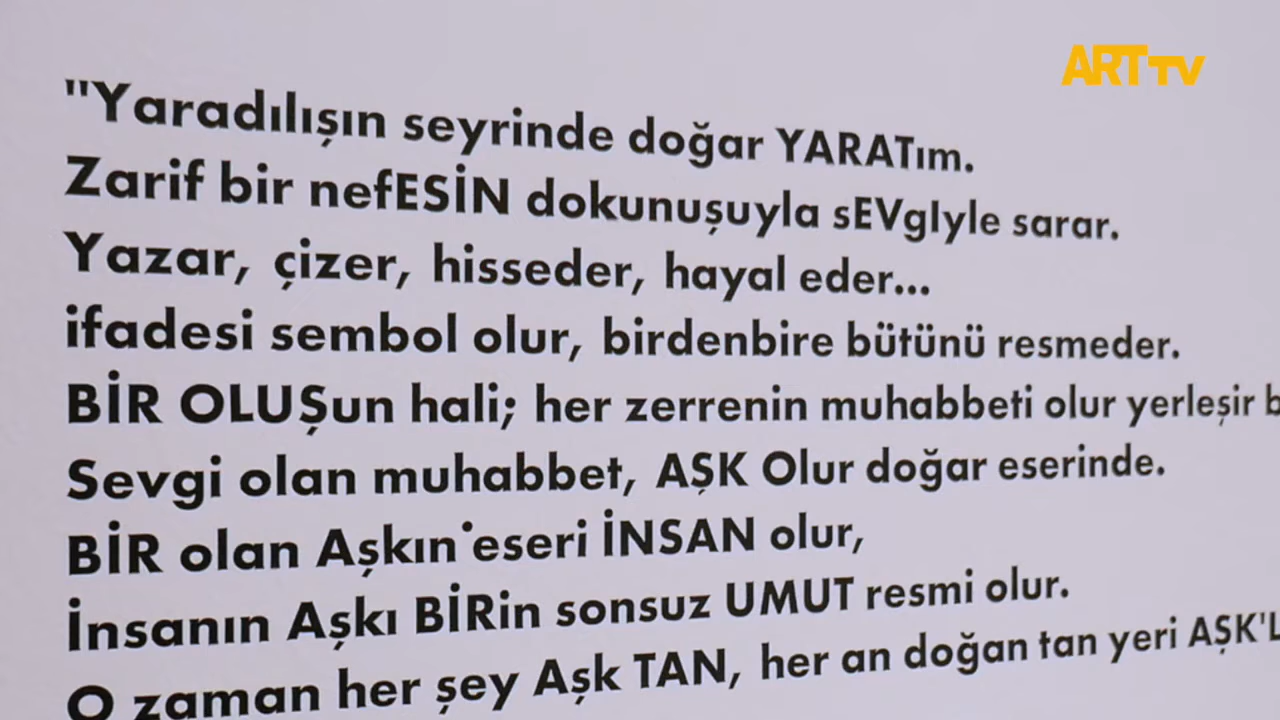 ART TV
"Yaradılışın seyrinde doğar YARATım.
Zarif bir nefESİN dokunuşuyla sEVgIyle sarar.
Yazar, çizer, hisseder, hayal eder...
ifadesi sembol olur, birdenbire bütünü resmeder.
BİR OLUŞun hali; her zerrenin muhabbeti olur yerleşir
Sevgi olan muhabbet, AŞK Olur doğar eserinde.
BİR olan Aşkın eseri İNSAN olur,
İnsanın Aşkı BİRin sonsuz UMUT resmi olur.
O zaman her şey Aşk TAN, her an doğan tan yeri